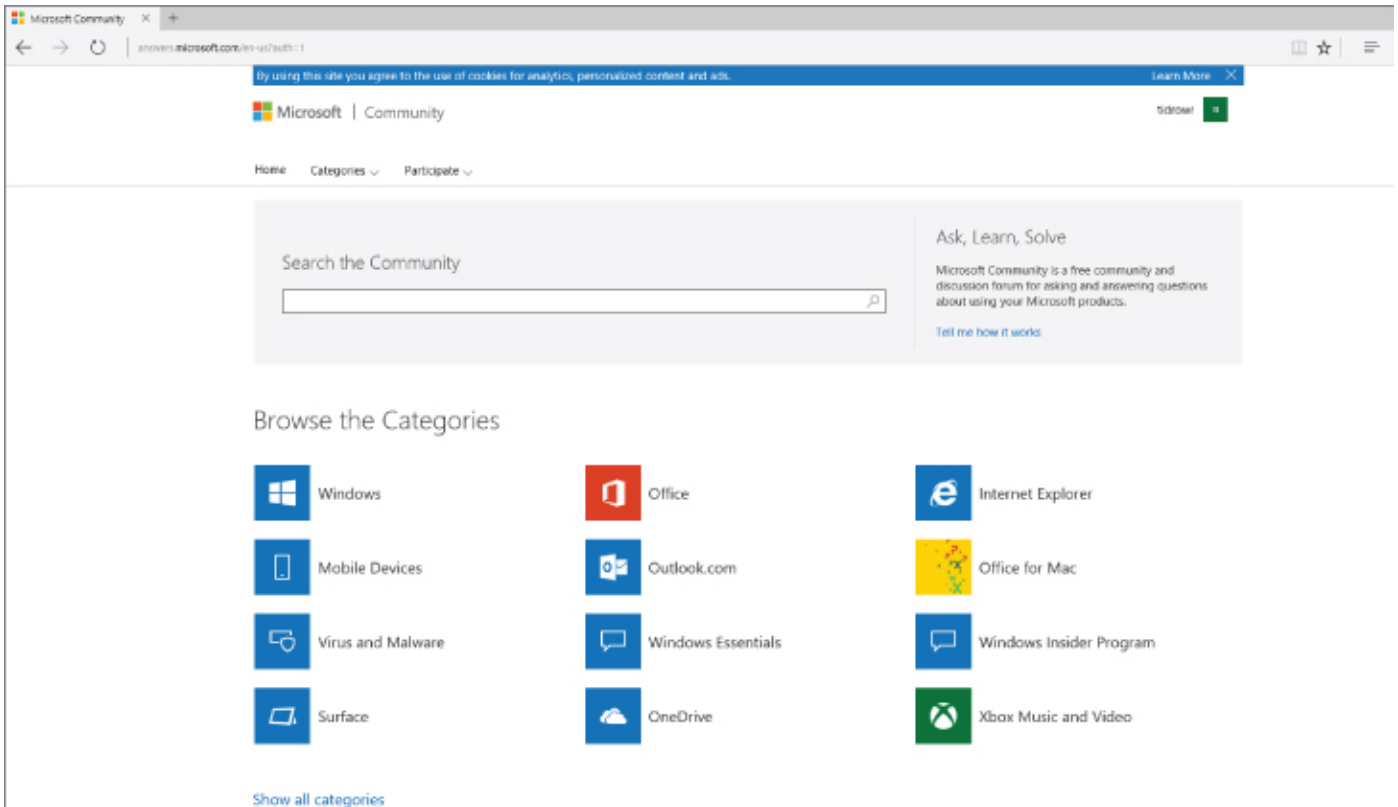 Microsoft Community
answers.microsoft.com/en-us?auth=1
By using this site you agree to the use of cookies for analytics, personalized content and ads.
Learn More
Microsoft | Community
tidrowr
Home Categories Participate
Search the Community
Ask, Learn, Solve
Microsoft Community is a free community and
discussion forum for asking and answering questions
about using your Microsoft products.
Tell me how it works
Browse the Categories
Windows
Office
Internet Explorer
Mobile Devices
Outlook.com
Office for Mac
Virus and Malware
Windows Essentials
Windows Insider Program
Surface
OneDrive
Xbox Music and Video
Show all categories